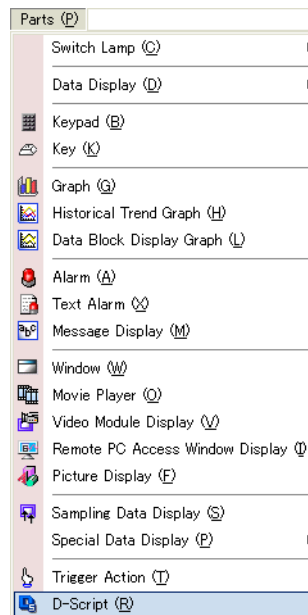 Parts (P)
Switch Lamp (C)
Data Display (D)
Keypad (B)
Key (K)
Graph (G)
Historical Trend Graph (H)
Data Block Display Graph (L)
Alarm (A)
Text Alarm (X)
abc Message Display (M)
Window (W)
Movie Player (O)
Video Module Display (V)
Remote PC Access Window Display (I
Picture Display (F)
Sampling Data Display (S)
Special Data Display (P)
Trigger Action (T)
D-Script (R)